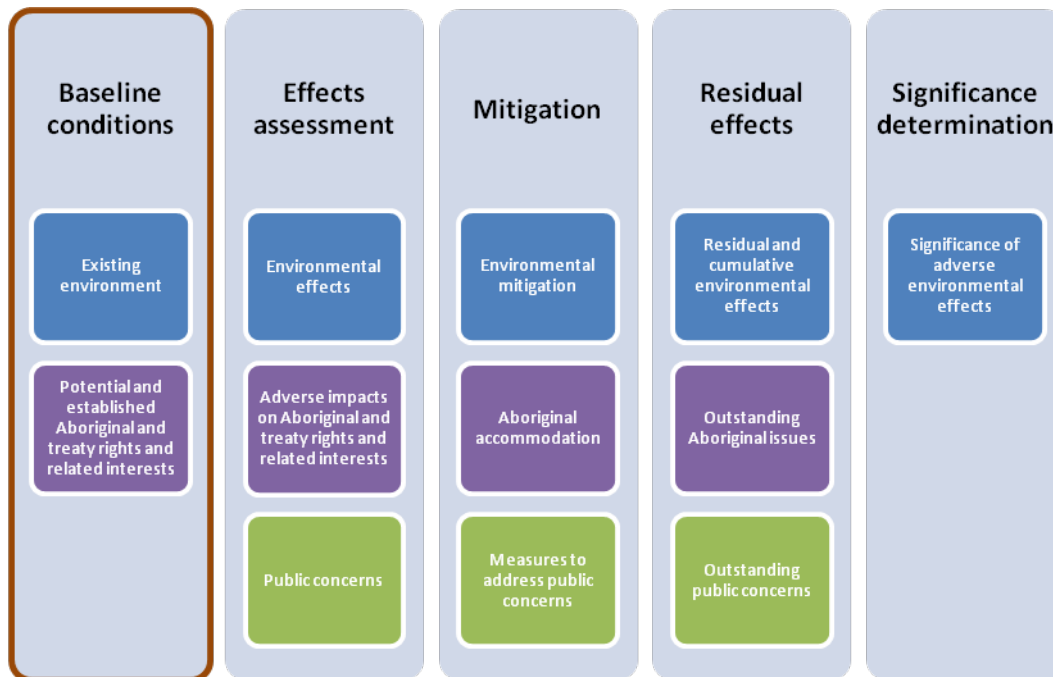 Baseline
conditions
Existing
environment
Potential and
established
Aboriginal and
treaty rights and
related interests
Effects
assessment
Environmental
effects
Adverse impacts
on Aboriginal and
treaty rights and
related interests
Public concerns
Mitigation
Environmental
mitigation
Aboriginal
accommodation
Measures to
address public
concerns
Residual
effects
Residual and
cumulative
environmental
effects
Outstanding
Aboriginal issues
Outstanding
public concerns
Significance
determination
Significance of
adverse
environmental
effects